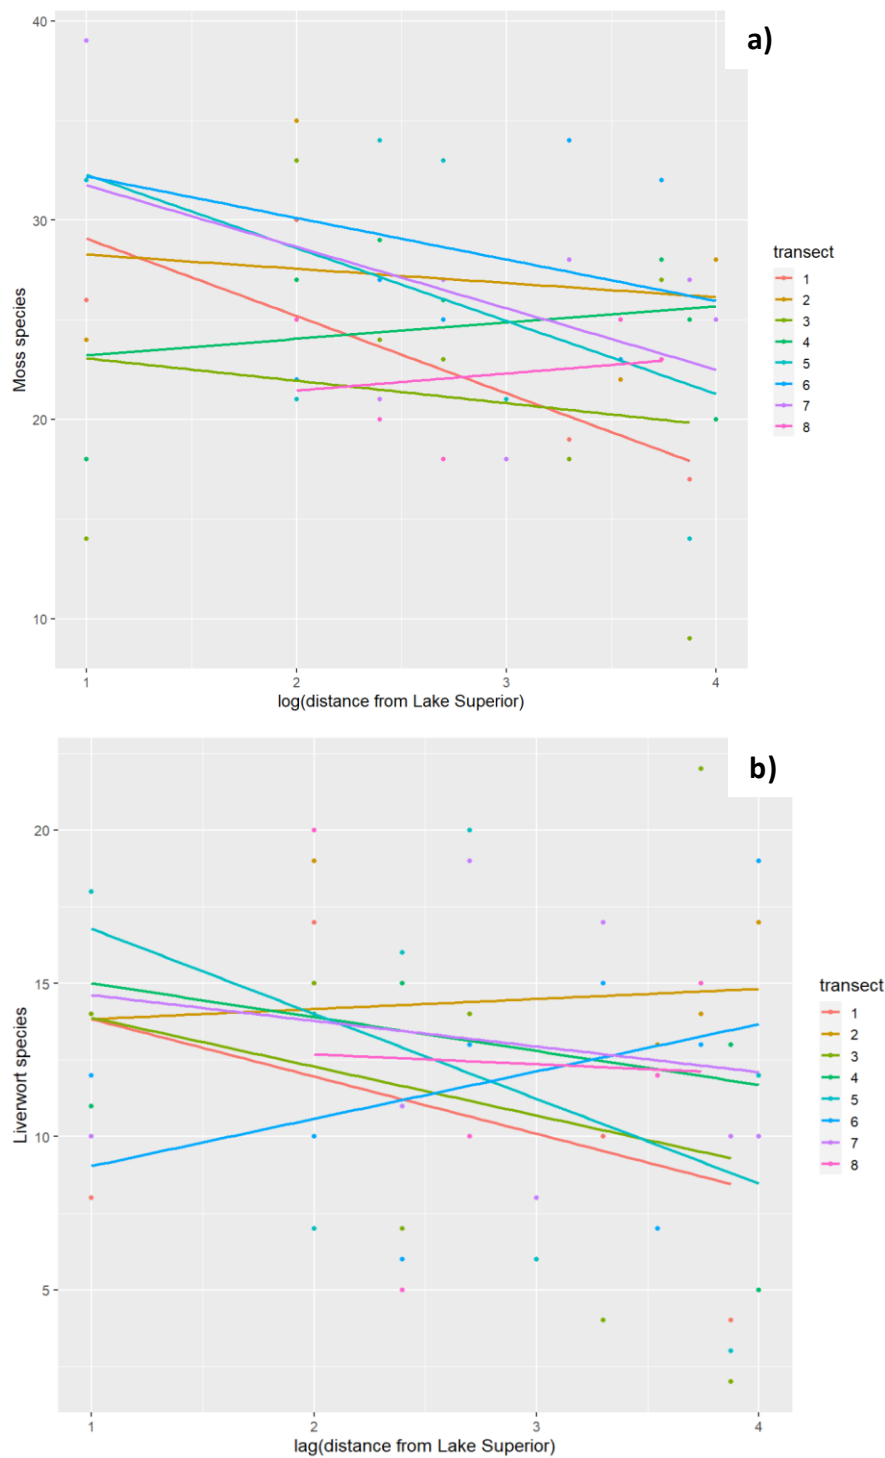 a)
40
30
20
10
Moss species
1 2 3 4
log(distance from Lake Superior)
transect
1
2
3
4
5
6
7
8
b)
20
15
10
5
Liverwort species
1 2 3 4
lag(distance from Lake Superior)
transect
1
2
3
4
5
6
7
8